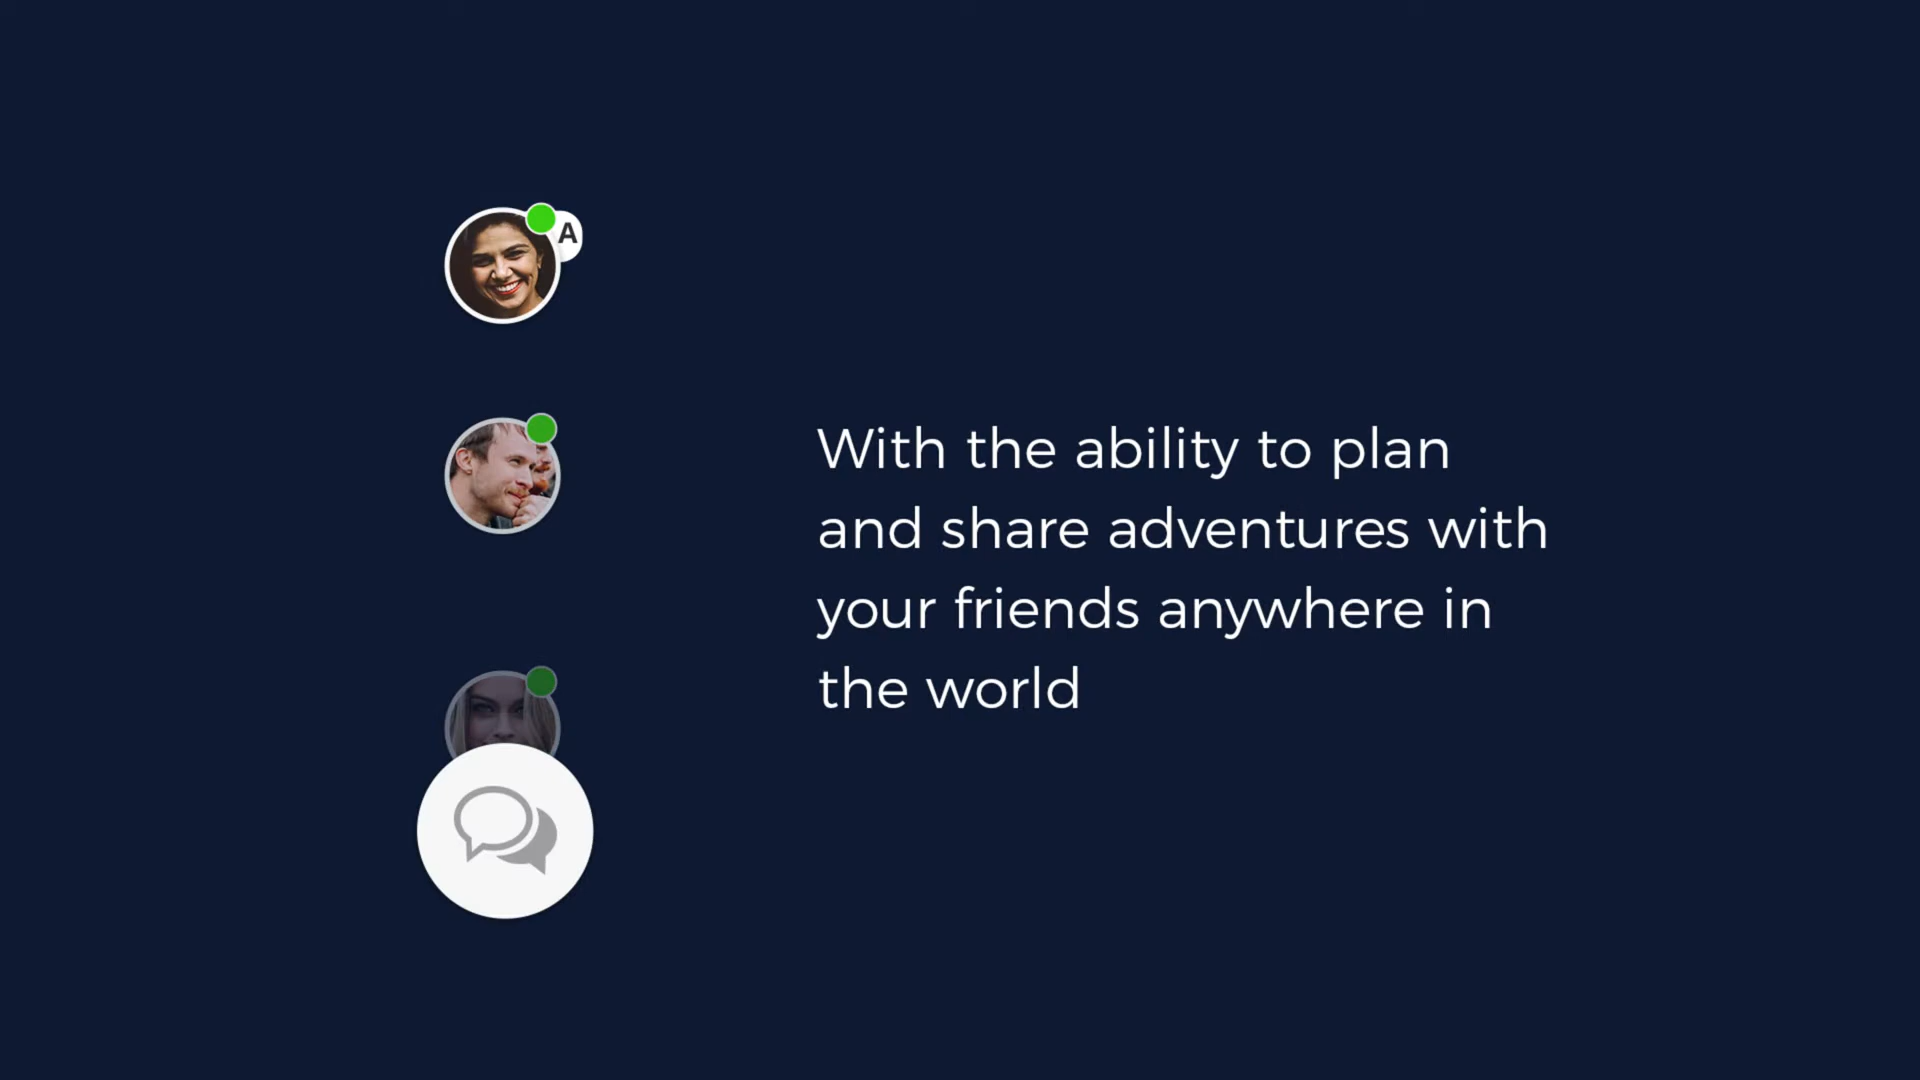 A
With the ability to plan
and share adventures with
your friends anywhere in
the world